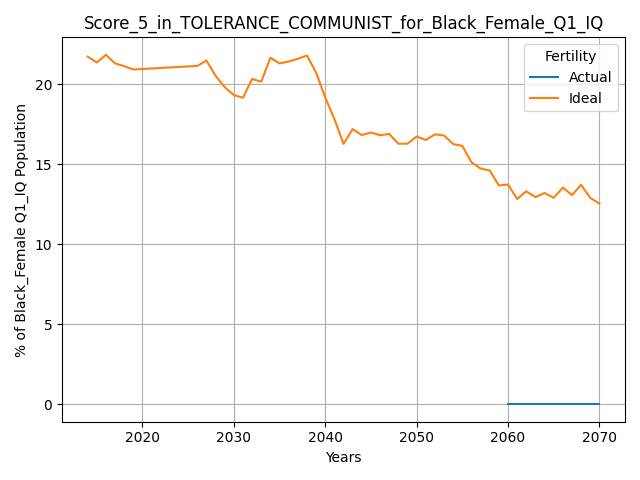 Score_5_in_TOLERANCE_COMMUNIST_for_Black_Female_Q1_IQ
Fertility
Actual
Ideal
% of Black_Female Q1_IQ Population
20
15
10
5
0
2020 2030 2040 2050 2060 2070
Years